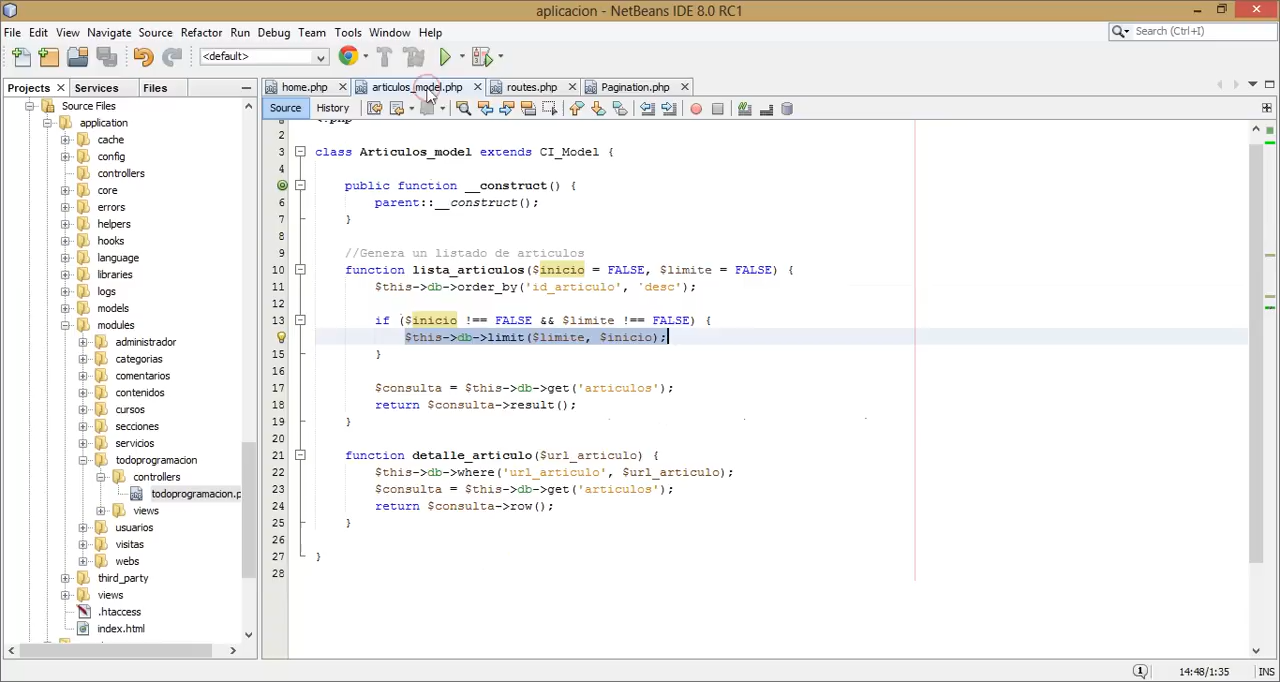 aplicacion - NetBeans IDE 8.0 RC1
File Edit View Navigate Source Refactor Run Debug Team Tools Window Help
Search (Ctrl+I)
<default>
Projects Services Files
home.php articulos_model.php routes.php Pagination.php
Source History
Source Files
application
cache
config
controllers
core
errors
helpers
hooks
language
libraries
logs
models
modules
administrador
categorias
comentarios
contenidos
cursos
secciones
servicios
todoprogramacion
controllers
todoprogramacion.p
views
usuarios
visitas
webs
third_party
views
.htaccess
index.html
2
3 class Articulos_model extends CI_Model {
4
public function __construct() {
6 parent::__construct();
7 }
8
9 //Genera un listado de articulos
10 function lista_articulos($inicio = FALSE, $limite = FALSE) {
11 $this->db->order_by('id_articulo', 'desc');
12
13 if ($inicio !== FALSE && $limite !== FALSE) {
$this->db->limit($limite, $inicio);
15 }
16
17 $consulta = $this->db->get('articulos');
18 return $consulta->result();
19 }
20
21 function detalle_articulo($url_articulo) {
22 $this->db->where('url_articulo', $url_articulo);
23 $consulta = $this->db->get('articulos');
24 return $consulta->row();
25 }
26
27 }
28
14:48/1:35 INS